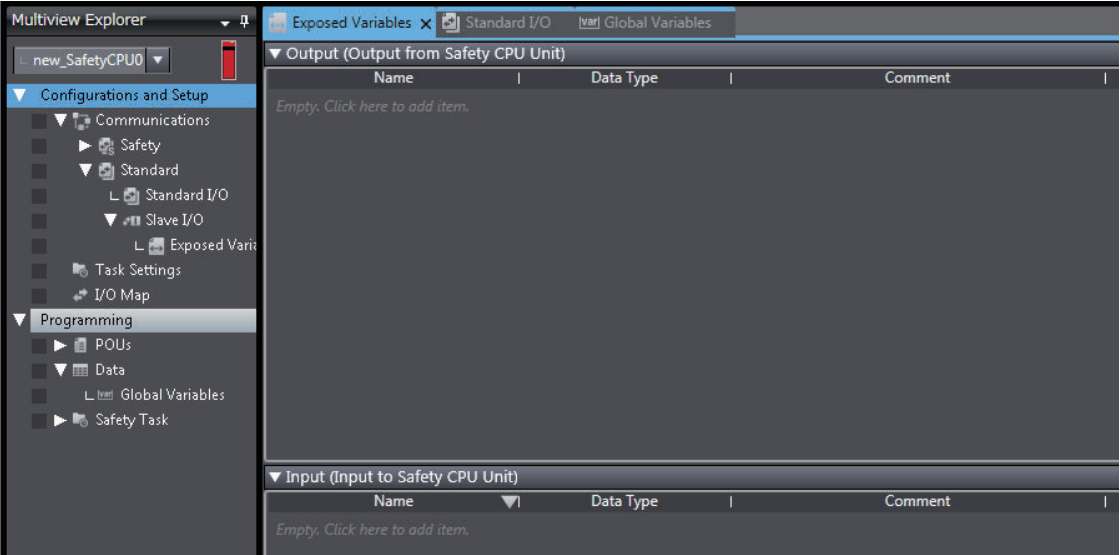 Multiview Explorer
new_SafetyCPU0
Configurations and Setup
Communications
Safety
Standard
Standard I/O
Slave I/O
Exposed Varia
Task Settings
I/O Map
Programming
POUs
Data
Global Variables
Safety Task
Exposed Variables x Standard I/O Global Variables
Output (Output from Safety CPU Unit)
Name Data Type Comment
Empty. Click here to add item.
Input (Input to Safety CPU Unit)
Name Data Type Comment
Empty. Click here to add item.